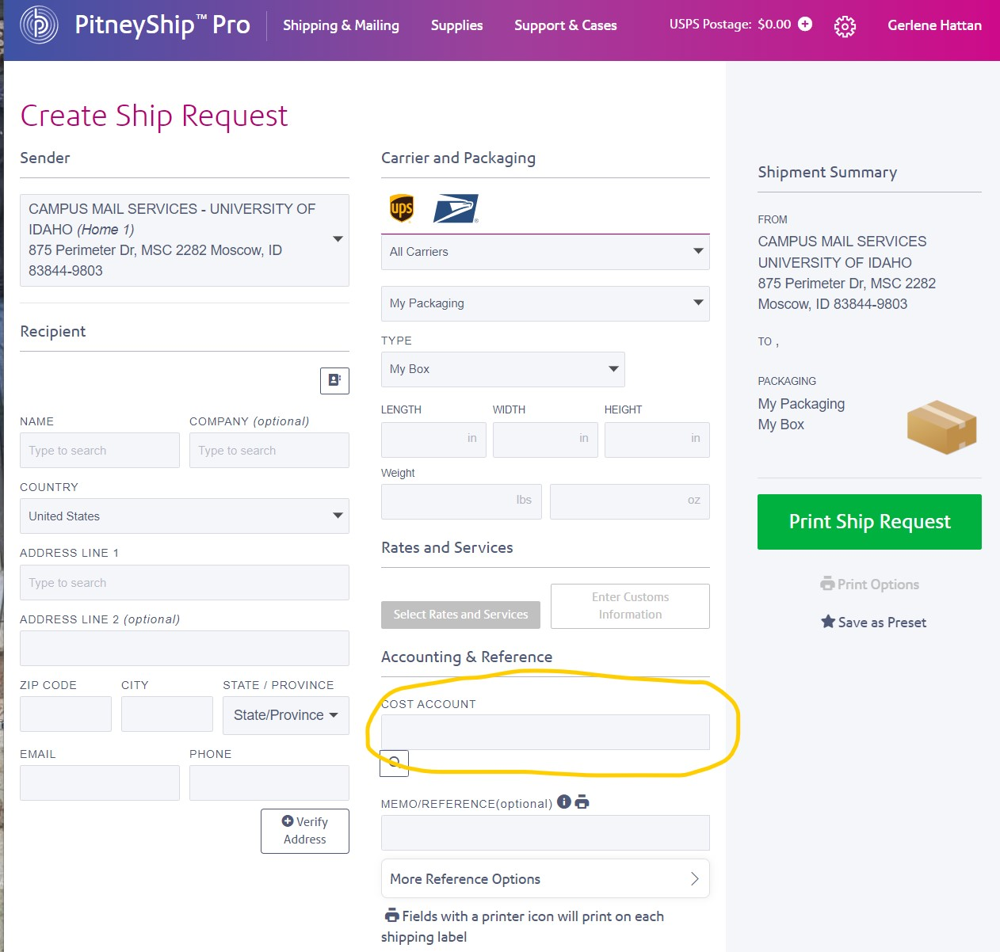 PitneyShip™ Pro
Shipping & Mailing
Supplies
Support & Cases
USPS Postage: $0.00
Gerlene Hattan
Create Ship Request
Sender
CAMPUS MAIL SERVICES - UNIVERSITY OF
IDAHO (Home 1)
875 Perimeter Dr, MSC 2282 Moscow, ID
83844-9803
Recipient
NAME
COMPANY (optional)
Type to search
Type to search
COUNTRY
United States
ADDRESS LINE 1
Type to search
ADDRESS LINE 2 (optional)
ZIP CODE
CITY
STATE / PROVINCE
State/Province
EMAIL
PHONE
Verify
Address
Carrier and Packaging
ups
All Carriers
My Packaging
TYPE
My Box
LENGTH
WIDTH
HEIGHT
in
in
in
Weight
lbs
oz
Rates and Services
Select Rates and Services
Enter Customs
Information
Accounting & Reference
COST ACCOUNT
MEMO/REFERENCE(optional)
More Reference Options
Fields with a printer icon will print on each
shipping label
Shipment Summary
FROM
CAMPUS MAIL SERVICES
UNIVERSITY OF IDAHO
875 Perimeter Dr, MSC 2282
Moscow, ID 83844-9803
TO ,
PACKAGING
My Packaging
My Box
Print Ship Request
Print Options
Save as Preset